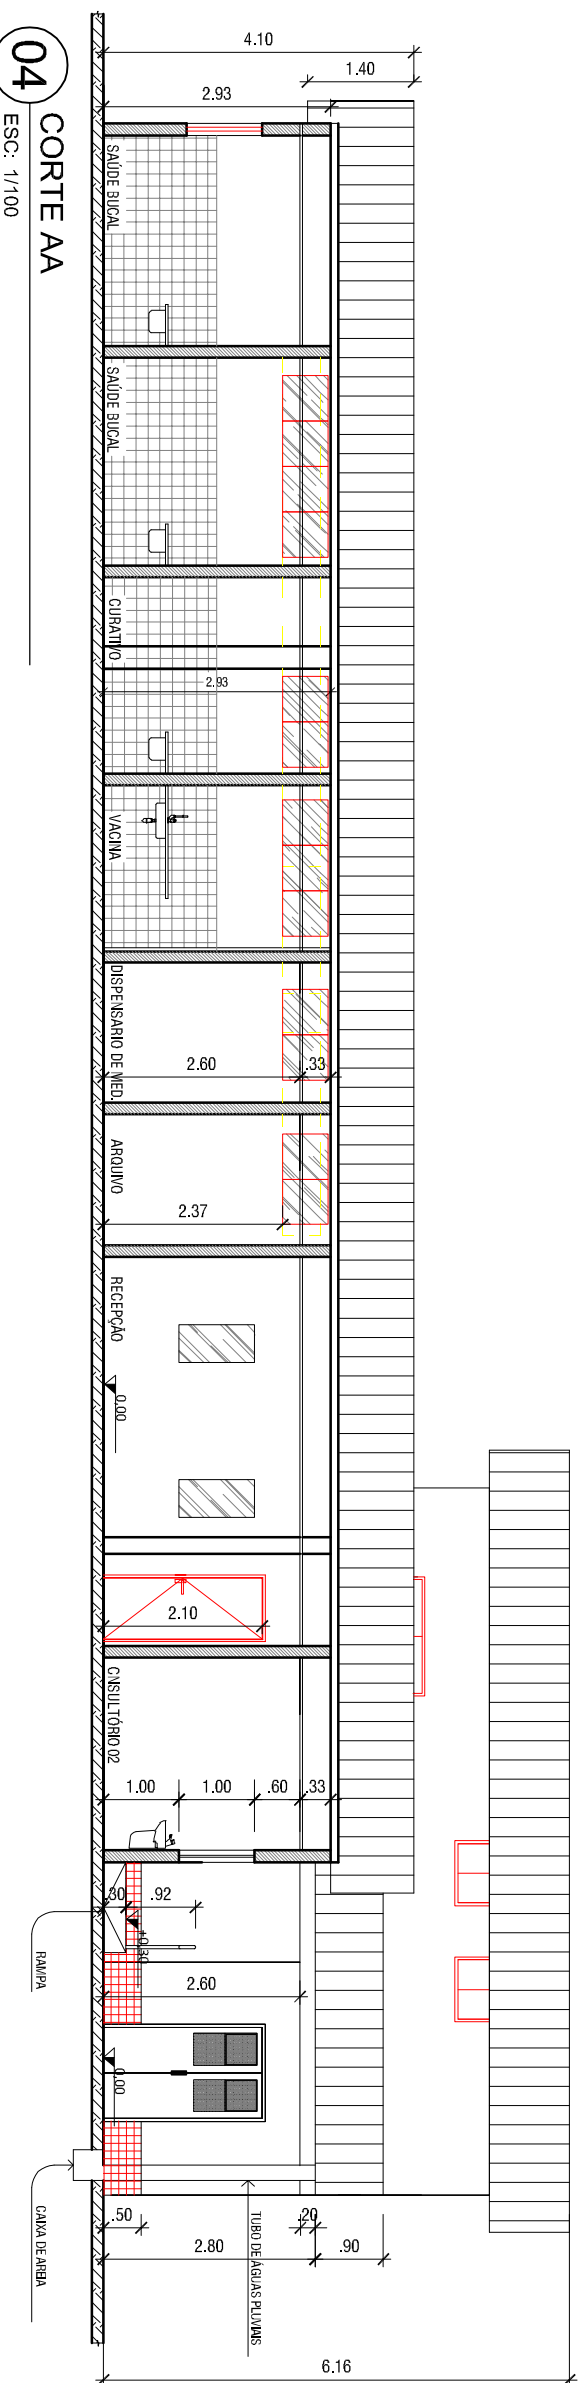 4.10
1.40
2.93
04
CORTE AA
ESC: 1/100
SAÚDE BUCAL
SAÚDE BUCAL
CURATIVO
2.93
VACINA
DISPENSARIO DE MED.
2.60
.33
ARQUIVO
2.37
RECEPÇÃO
0,00
2.10
CNSULTÓRIO 02
1.00
1.00
.60
.33
.30
.92
+0,30
RAMPA
2.60
0,00
CAIXA DE AREIA
TUBO DE ÁGUAS PLUVIAIS
.50
.20
2.80
.90
6.16